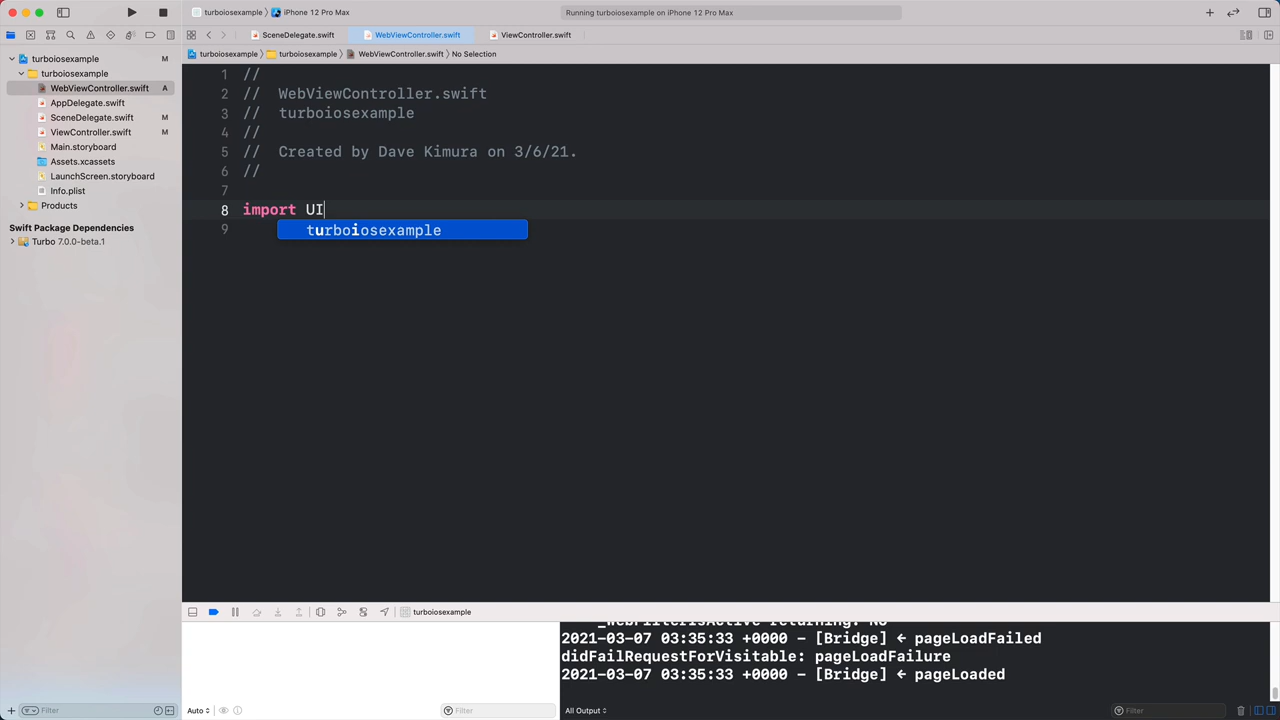 turboiosexample
iPhone 12 Pro Max
Running turboiosexample on iPhone 12 Pro Max
SceneDelegate.swift
WebViewController.swift
ViewController.swift
turboiosexample
turboiosexample
WebViewController.swift
No Selection
turboiosexample M
turboiosexample
WebViewController.swift A
AppDelegate.swift
SceneDelegate.swift M
ViewController.swift M
Main.storyboard
Assets.xcassets
LaunchScreen.storyboard
Info.plist
Products
Swift Package Dependencies
Turbo 7.0.0-beta.1
1 //
2 //  WebViewController.swift
3 //  turboiosexample
4 //
5 //  Created by Dave Kimura on 3/6/21.
6 //
7
8 import UI
9
turboiosexample
turboiosexample
_WebFilterIsActive returning: NO
2021-03-07 03:35:33 +0000 - [Bridge] ← pageLoadFailed
didFailRequestForVisitable: pageLoadFailure
2021-03-07 03:35:33 +0000 - [Bridge] ← pageLoaded
Filter
Auto
Filter
All Output
Filter